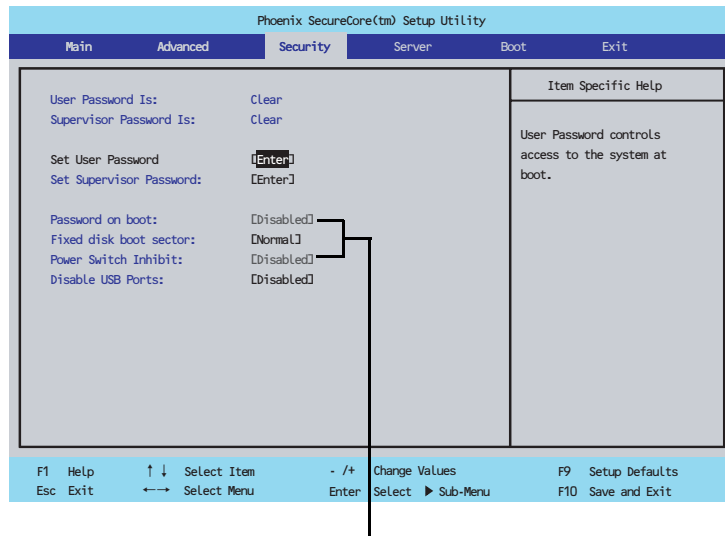 Phoenix SecureCore(tm) Setup Utility
Main Advanced Security Server Boot Exit
User Password Is: Clear
Supervisor Password Is: Clear
Set User Password [Enter]
Set Supervisor Password: [Enter]
Password on boot: [Disabled]
Fixed disk boot sector: [Normal]
Power Switch Inhibit: [Disabled]
Disable USB Ports: [Disabled]
Item Specific Help
User Password controls
access to the system at
boot.
F1 Help ↑↓ Select Item - /+ Change Values F9 Setup Defaults
Esc Exit ←→ Select Menu Enter Select ▶ Sub-Menu F10 Save and Exit